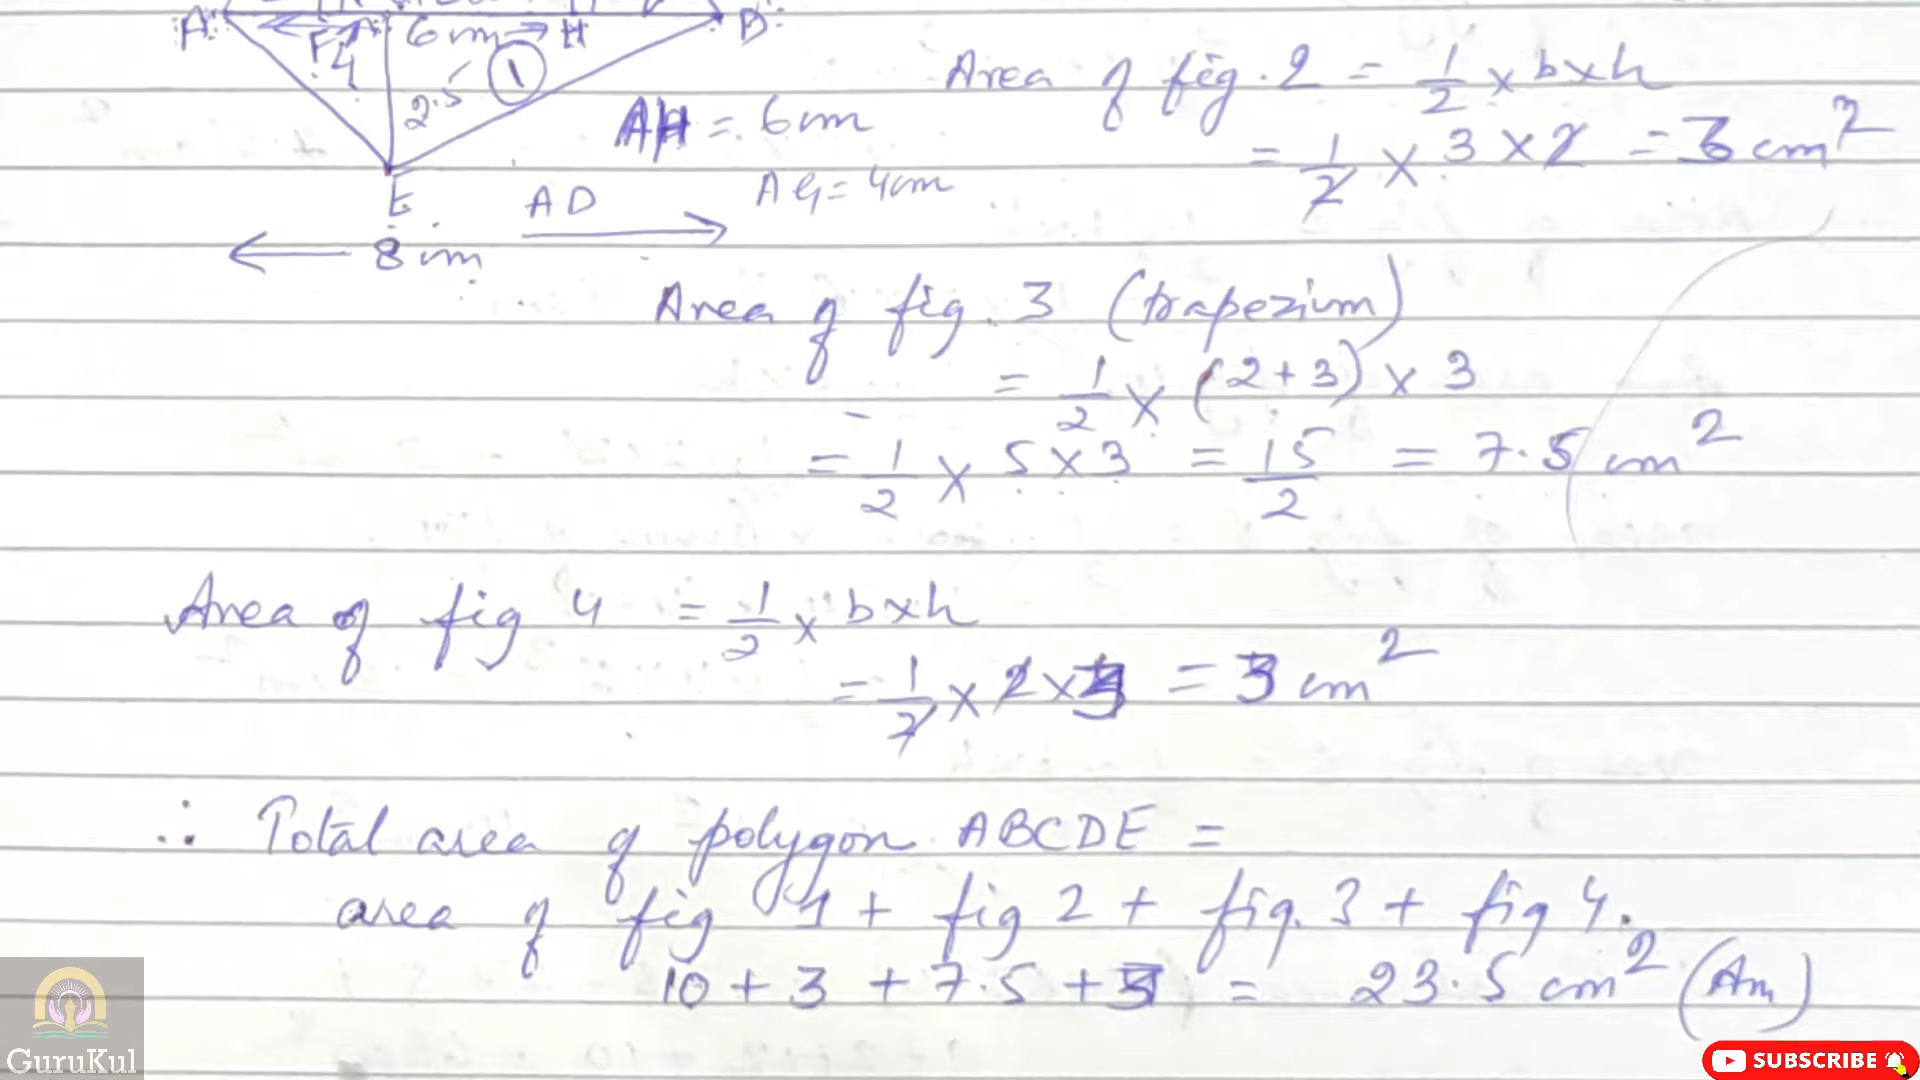 A 6 cm H B
4
2.5 1
E
AH = 6 cm
AD AG = 4cm
8 cm
Area of fig. 2 = 1/2 × b×h
= 1/2 × 3 × 2 = 3 cm²
Area of fig. 3 (trapezium)
= 1/2 × (2+3) × 3
= 1/2 × 5×3 = 15/2 = 7.5 cm²
Area of fig 4 = 1/2 × b×h
= 1/2 × 2×3 = 3 cm²
∴ Total area of polygon ABCDE =
area of fig 1 + fig 2 + fig. 3 + fig 4.
10 + 3 + 7.5 + 3 = 23.5 cm² (Ans)
GuruKul
SUBSCRIBE